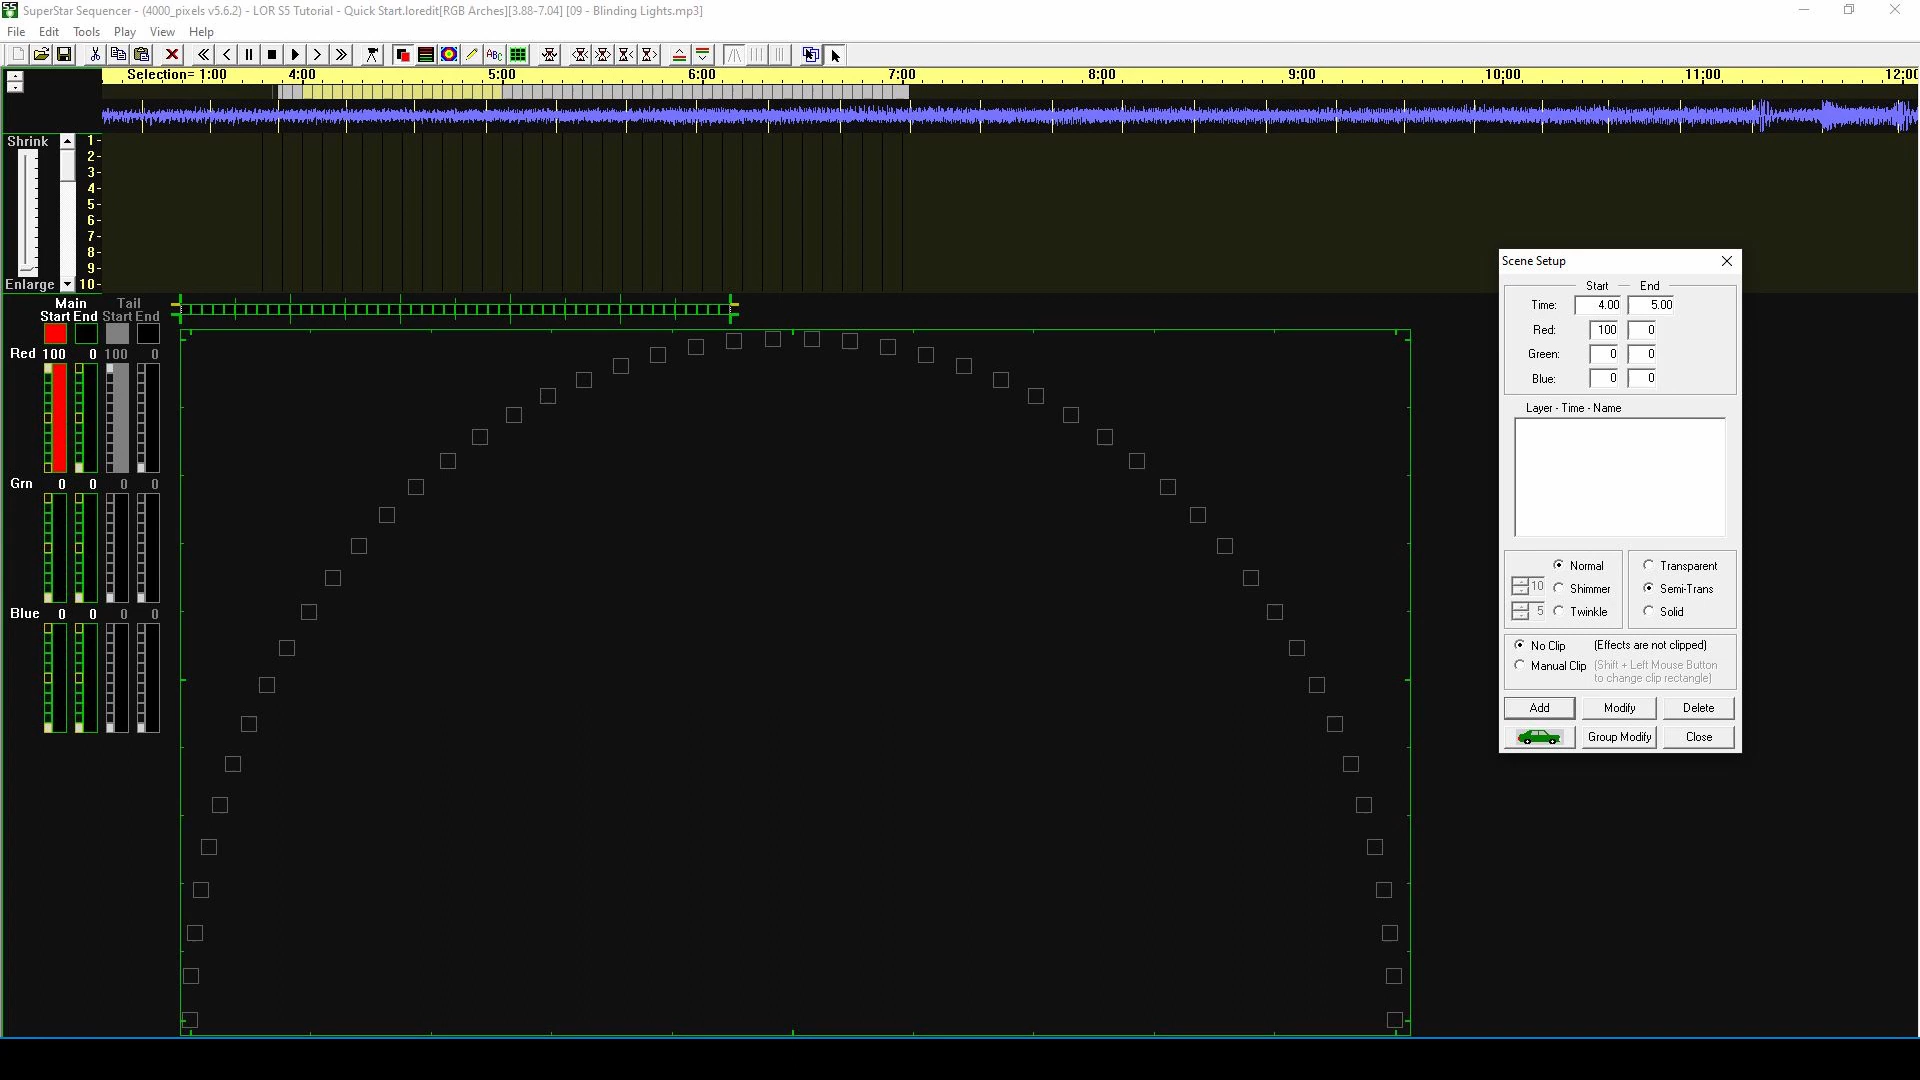 SuperStar Sequencer - (4000_pixels v5.6.2) - LOR S5 Tutorial - Quick Start.loredit[RGB Arches][3.88-7.04] [09 - Blinding Lights.mp3]
File Edit Tools Play View Help
ABC
Selection= 1:00 4:00 5:00 6:00 7:00 8:00 9:00 10:00 11:00 12:00
Shrink
1
2
3
4
5
6
7
8
9
10
Enlarge
Main Tail
Start End Start End
Red 100 0 100 0
Grn 0 0 0 0
Blue 0 0 0 0
Scene Setup
Start End
Time: 4.00 5.00
Red: 100 0
Green: 0 0
Blue: 0 0
Layer - Time - Name
Normal Transparent
10 Shimmer Semi-Trans
5 Twinkle Solid
No Clip (Effects are not clipped)
Manual Clip (Shift + Left Mouse Button
to change clip rectangle)
Add Modify Delete
Group Modify Close